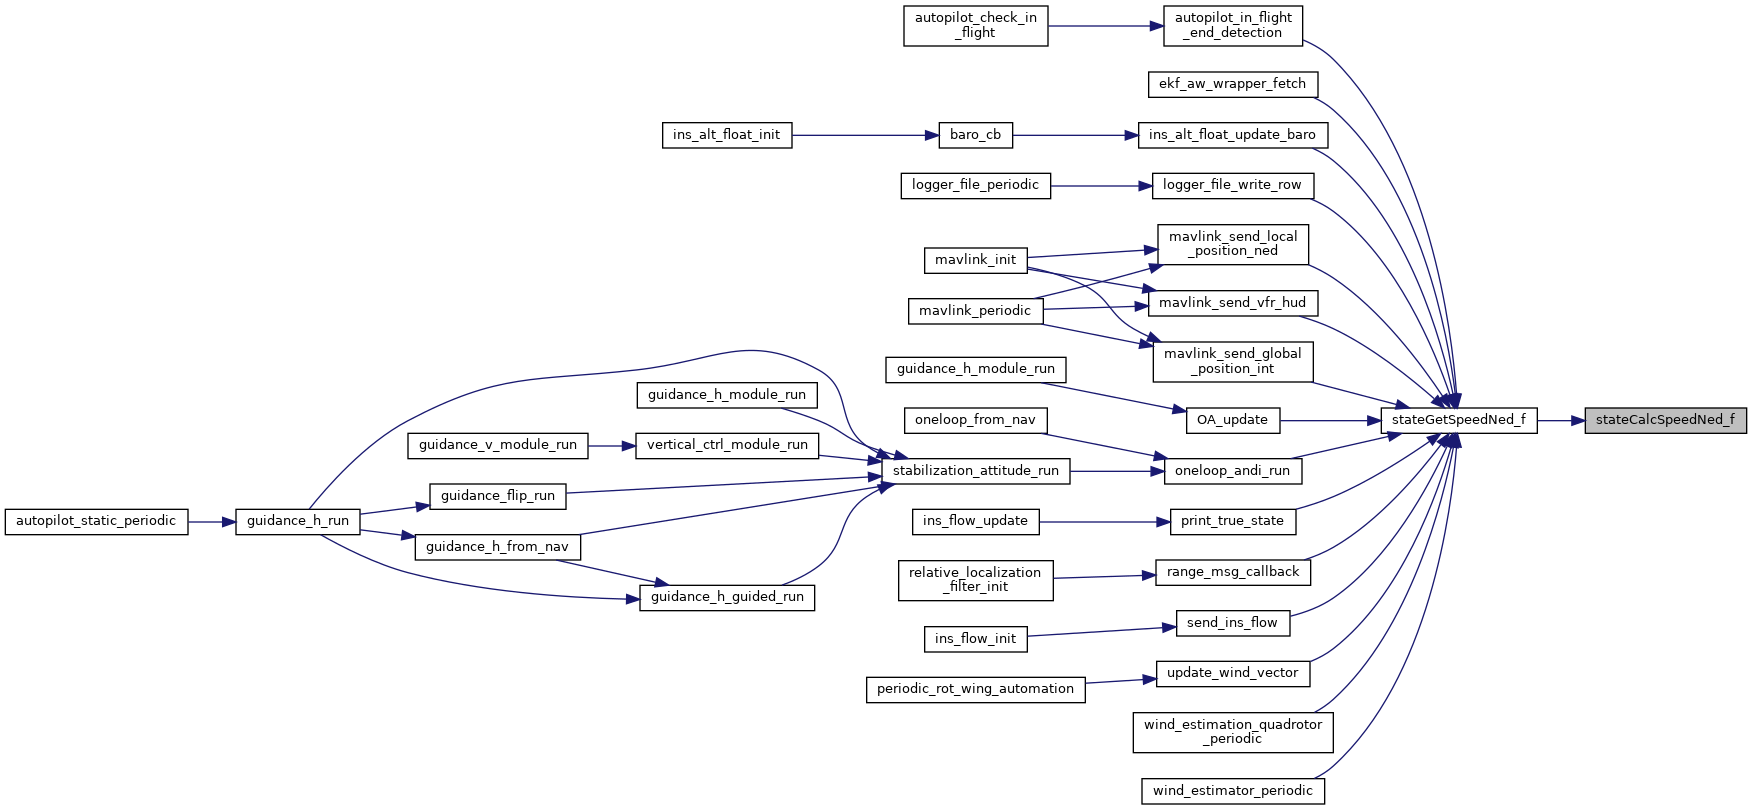 autopilot_check_in
_flight
autopilot_in_flight
_end_detection
ekf_aw_wrapper_fetch
ins_alt_float_init
baro_cb
ins_alt_float_update_baro
logger_file_periodic
logger_file_write_row
mavlink_send_local
_position_ned
mavlink_init
mavlink_send_vfr_hud
mavlink_periodic
mavlink_send_global
_position_int
guidance_h_module_run
guidance_h_module_run
oneloop_from_nav
OA_update
stateGetSpeedNed_f
stateCalcSpeedNed_f
guidance_v_module_run
vertical_ctrl_module_run
stabilization_attitude_run
oneloop_andi_run
guidance_flip_run
autopilot_static_periodic
guidance_h_run
ins_flow_update
print_true_state
guidance_h_from_nav
relative_localization
_filter_init
range_msg_callback
guidance_h_guided_run
send_ins_flow
ins_flow_init
update_wind_vector
periodic_rot_wing_automation
wind_estimation_quadrotor
_periodic
wind_estimator_periodic